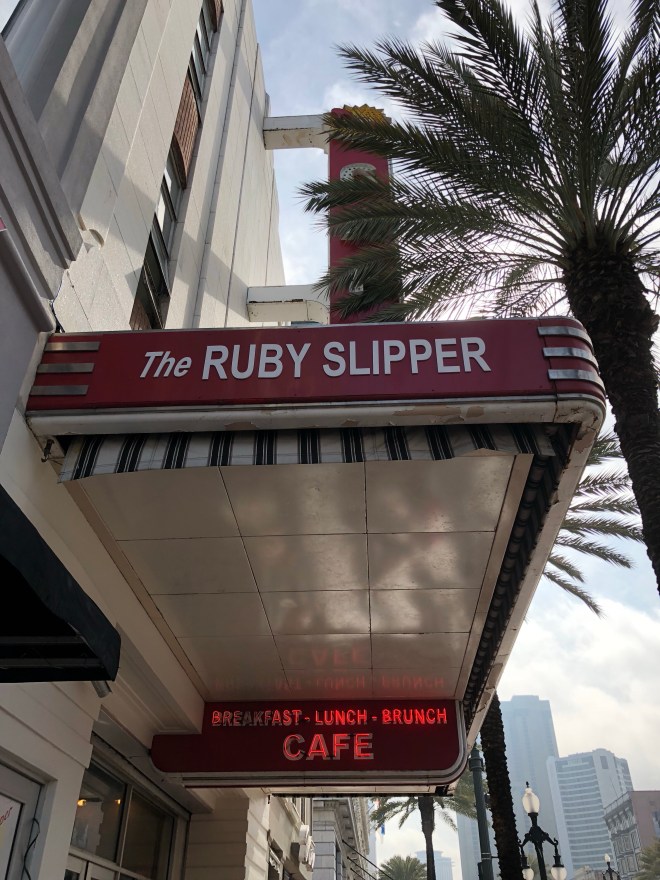 The RUBY SLIPPER
BREAKFAST - LUNCH - BRUNCH
CAFE